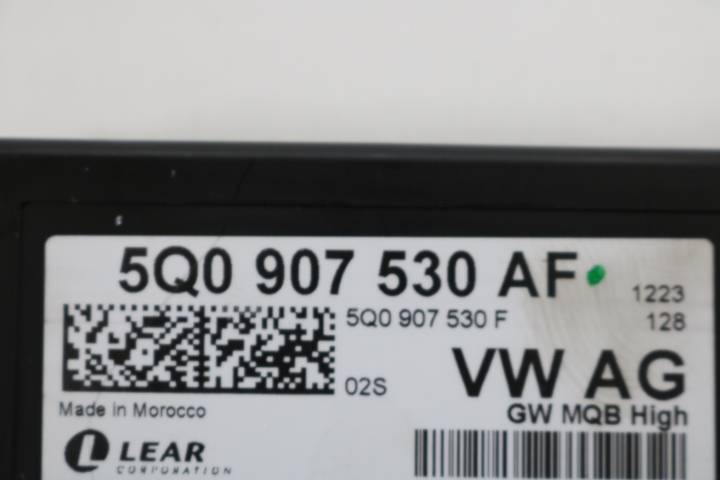 5Q0 907 530 AF
1223
5Q0 907 530 F
128
02S
VW AG
Made in Morocco
GW MQB High
LEAR
CORPORATION